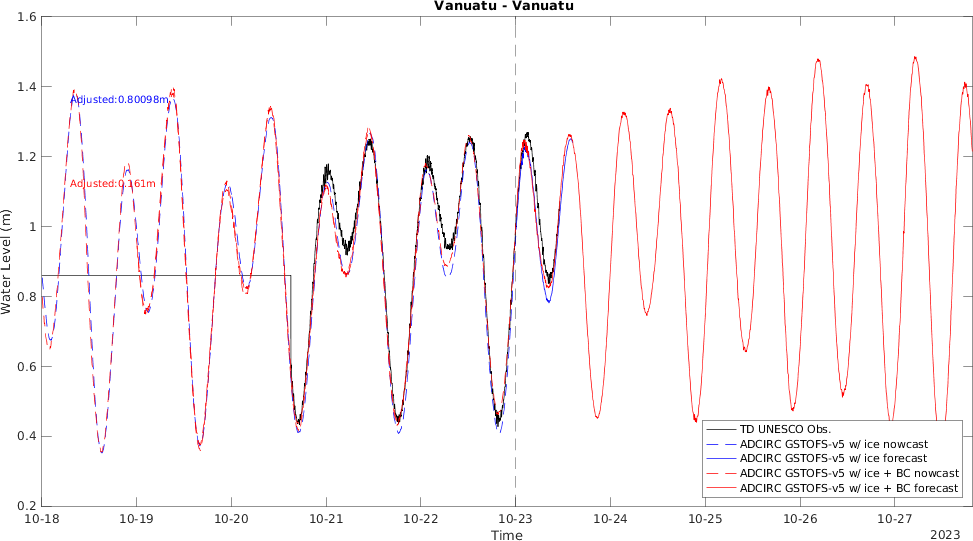 Vanuatu - Vanuatu
1.6
1.4
1.2
1
0.8
0.6
0.4
0.2
Water Level (m)
Adjusted:0.80098m
Adjusted:0.161m
TD UNESCO Obs.
ADCIRC GSTOFS-v5 w/ ice nowcast
ADCIRC GSTOFS-v5 w/ ice forecast
ADCIRC GSTOFS-v5 w/ ice + BC nowcast
ADCIRC GSTOFS-v5 w/ ice + BC forecast
10-18 10-19 10-20 10-21 10-22 10-23 10-24 10-25 10-26 10-27
Time
2023